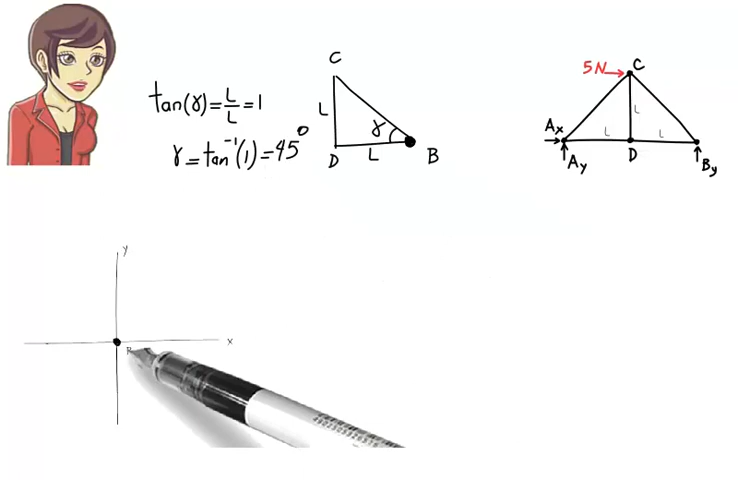 tan(γ)=L/L=1
γ=tan⁻¹(1)=45°
C
L
γ
D
L
B
5N
C
L
Ax
L
L
Ay
D
By
y
x